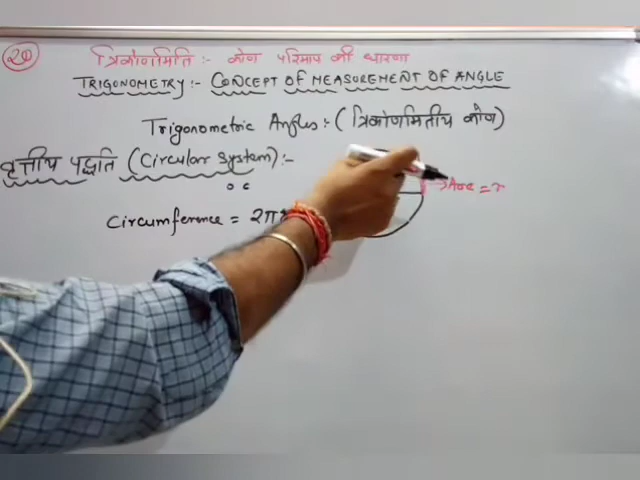 20
त्रिकोणमिति :- कोण परिमाप की धारणा
TRIGONOMETRY :- CONCEPT OF MEASUREMENT OF ANGLE
Trigonometric Angles :- (त्रिकोणमितीय कोण)
वृत्तीय पद्धति (Circular System) :-
Circumference = 2π
→ Arc = r